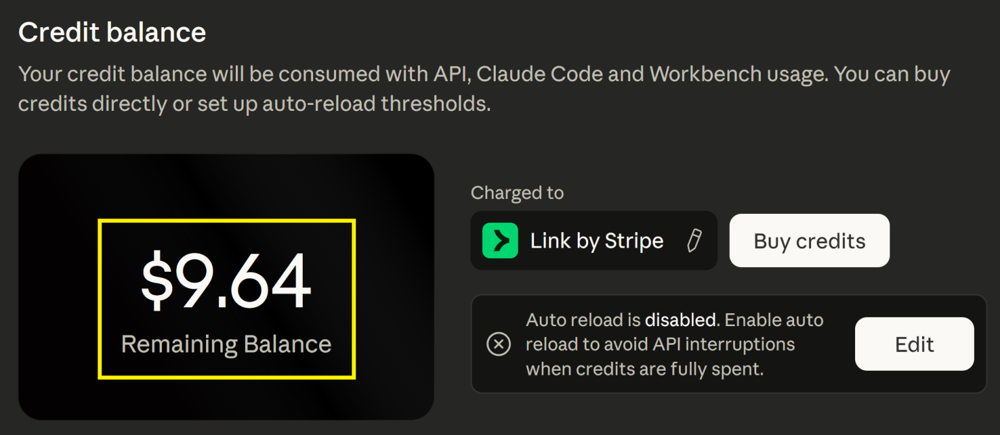 Credit balance
Your credit balance will be consumed with API, Claude Code and Workbench usage. You can buy
credits directly or set up auto-reload thresholds.
$9.64
Remaining Balance
Charged to
Link by Stripe
Buy credits
Auto reload is disabled. Enable auto
reload to avoid API interruptions
when credits are fully spent.
Edit